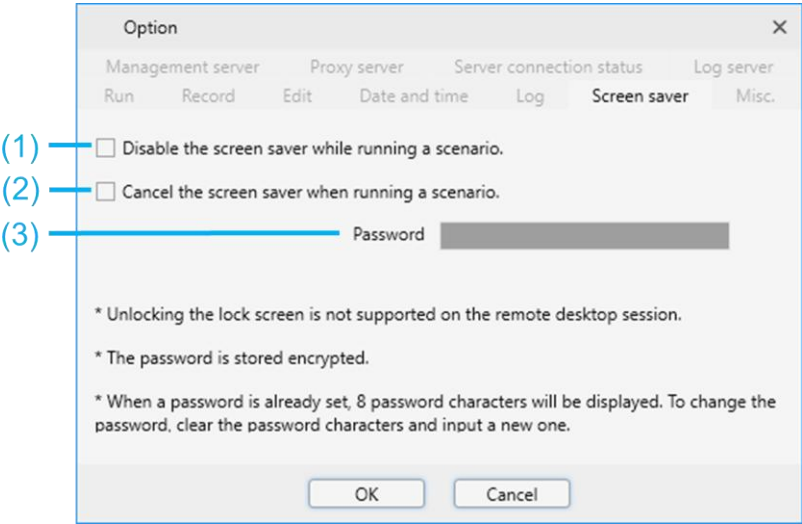 Option
Management server Proxy server Server connection status Log server
Run Record Edit Date and time Log Screen saver Misc.
(1) Disable the screen saver while running a scenario.
(2) Cancel the screen saver when running a scenario.
(3) Password
* Unlocking the lock screen is not supported on the remote desktop session.
* The password is stored encrypted.
* When a password is already set, 8 password characters will be displayed. To change the
password, clear the password characters and input a new one.
OK Cancel